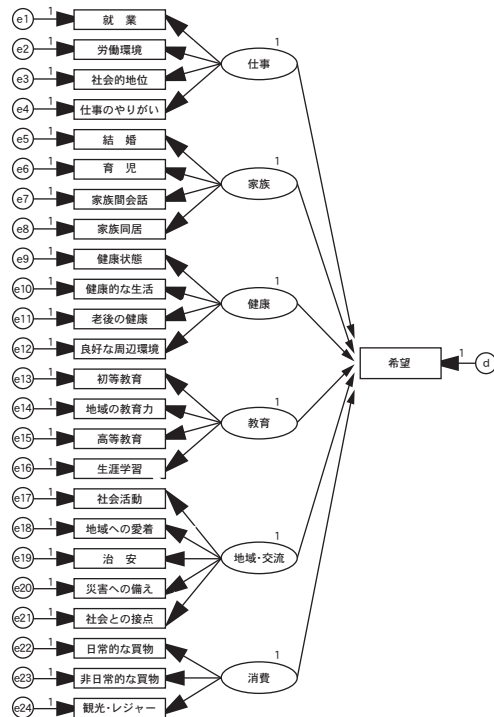 e1 1 就　業
e2 1 労働環境
1 仕事
e3 1 社会的地位
e4 1 仕事のやりがい
e5 1 結　婚
e6 1 育　児
1 家族
e7 1 家族間会話
e8 1 家族同居
e9 1 健康状態
e10 1 健康的な生活
1 健康
e11 1 老後の健康
e12 1 良好な周辺環境
希望 1 d
e13 1 初等教育
e14 1 地域の教育力
1 教育
e15 1 高等教育
e16 1 生涯学習
e17 1 社会活動
e18 1 地域への愛着
e19 1 治　安
1 地域・交流
e20 1 災害への備え
e21 1 社会との接点
e22 1 日常的な買物
e23 1 非日常的な買物
1 消費
e24 1 観光・レジャー